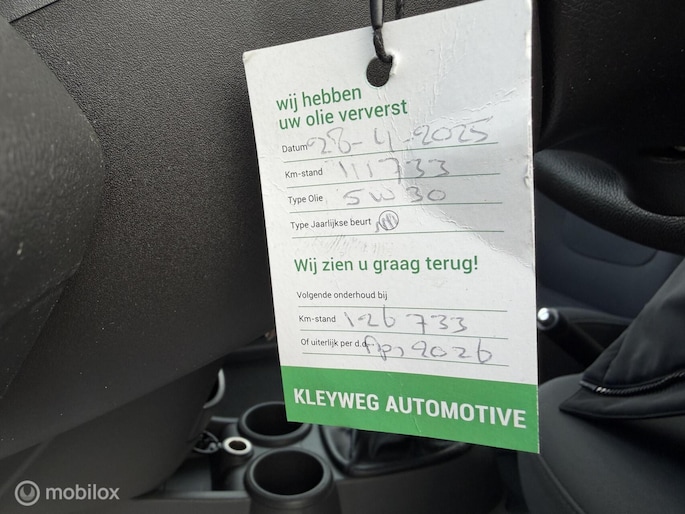 wij hebben
uw olie ververst
Datum 28-4-2025
Km-stand 111733
Type Olie 5W30
Type Jaarlijkse beurt
Wij zien u graag terug!
Volgende onderhoud bij
Km-stand 126733
Of uiterlijk per d.d. Apr 2026
KLEYWEG AUTOMOTIVE
mobilox